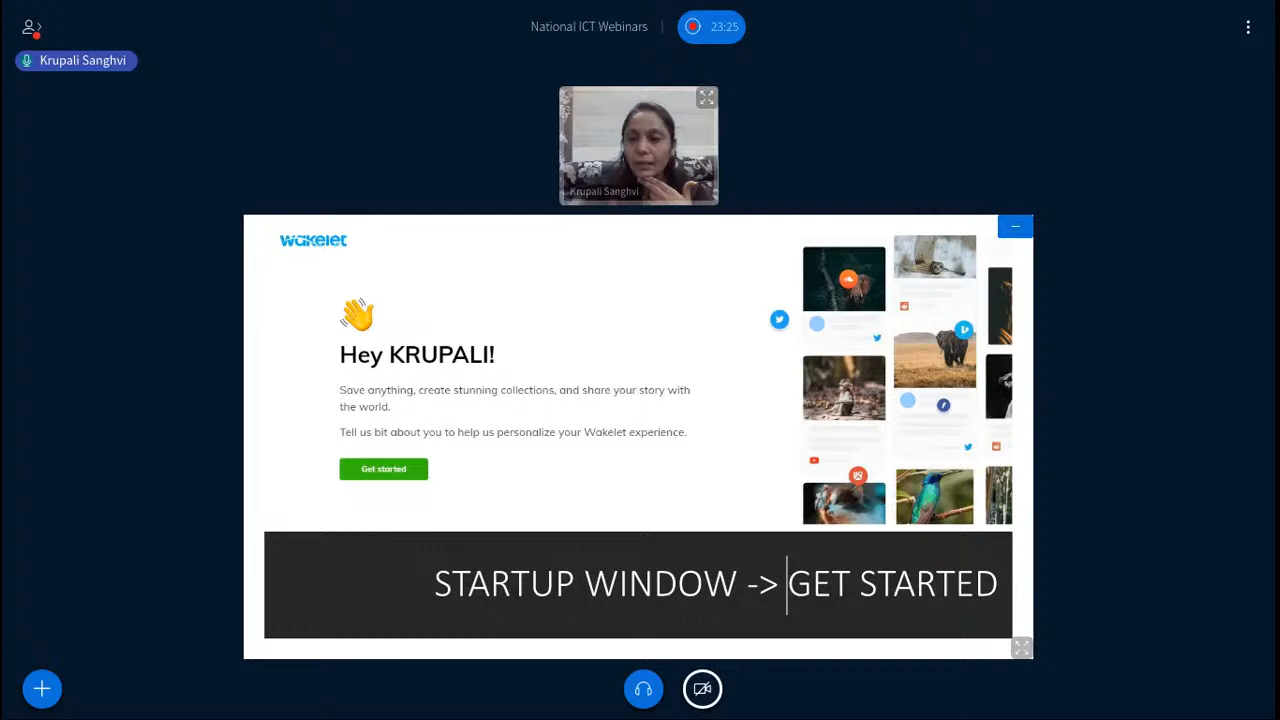 National ICT Webinars
23:25
Krupali Sanghvi
Krupali Sanghvi
wakelet
Hey KRUPALI!
Save anything, create stunning collections, and share your story with
the world.
Tell us bit about you to help us personalize your Wakelet experience.
Get started
STARTUP WINDOW -> GET STARTED